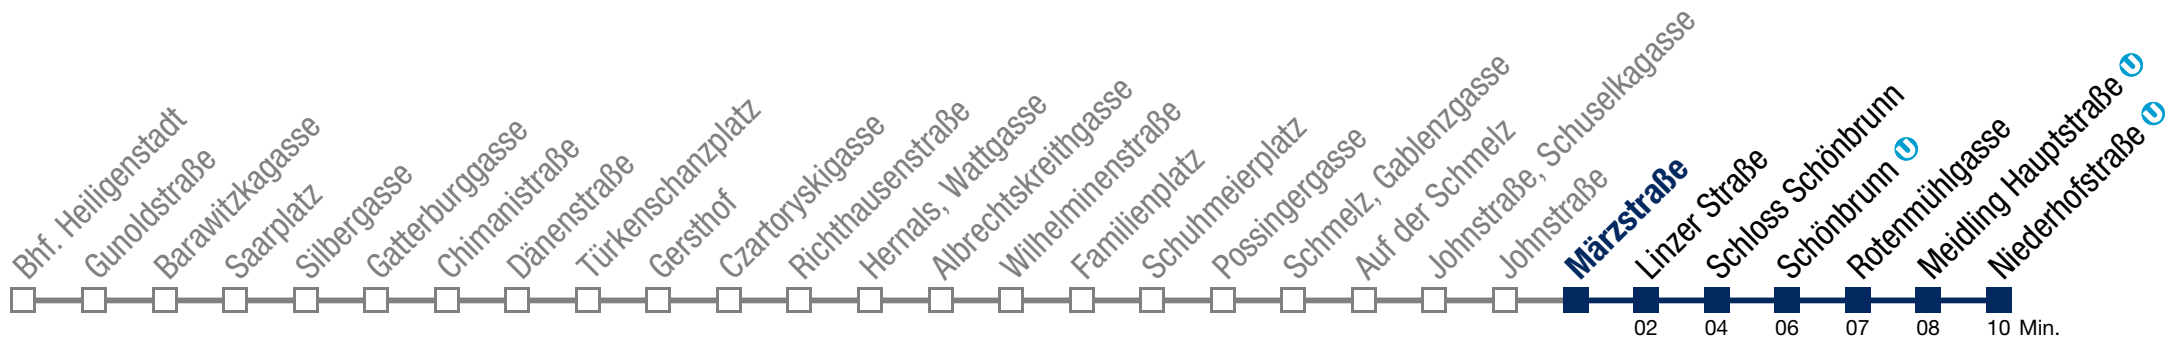 Bhf. Heiligenstadt
Gunoldstraße
Barawitzkagasse
Saarplatz
Silbergasse
Gatterburggasse
Chimanistraße
Dänenstraße
Türkenschanzplatz
Gersthof
Czartoryskigasse
Richthausenstraße
Hernals, Wattgasse
Albrechtskreithgasse
Wilhelminenstraße
Familienplatz
Schuhmeierplatz
Possingergasse
Schmelz, Gablenzgasse
Auf der Schmelz
Johnstraße, Schuselkagasse
Johnstraße
Märzstraße
Linzer Straße
Schloss Schönbrunn
Schönbrunn U
Rotenmühlgasse
Meidling Hauptstraße U
Niederhofstraße U
02 04 06 07 08 10 Min.